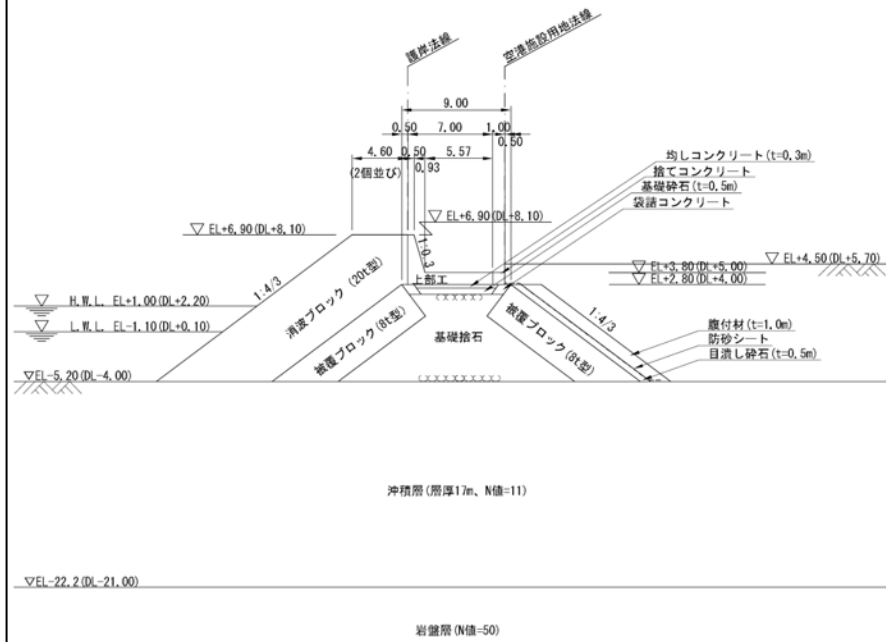 護岸法線
空港施設用地法線
9.00
0.50 7.00 1.00
0.50
4.60 0.50 5.57
(2個並び) 0.93
均しコンクリート(t=0.3m)
捨てコンクリート
基礎砕石(t=0.5m)
袋詰コンクリート
▽ EL+6.90(DL+8.10)
▽ EL+6.90(DL+8.10)
1:0.3
▽ EL+4.50(DL+5.70)
▽ EL+3.80(DL+5.00)
▽ EL+2.80(DL+4.00)
上部工
1:4/3
消波ブロック(20t型)
▽ H.W.L. EL+1.00(DL+2.20)
▽ L.W.L. EL-1.10(DL+0.10)
被覆ブロック(8t型)
基礎捨石
被覆ブロック(8t型)
1:4/3
腹付材(t=1.0m)
防砂シート
目潰し砕石(t=0.5m)
▽EL-5.20(DL-4.00)
沖積層(層厚17m、N値=11)
▽EL-22.2(DL-21.00)
岩盤層(N値=50)